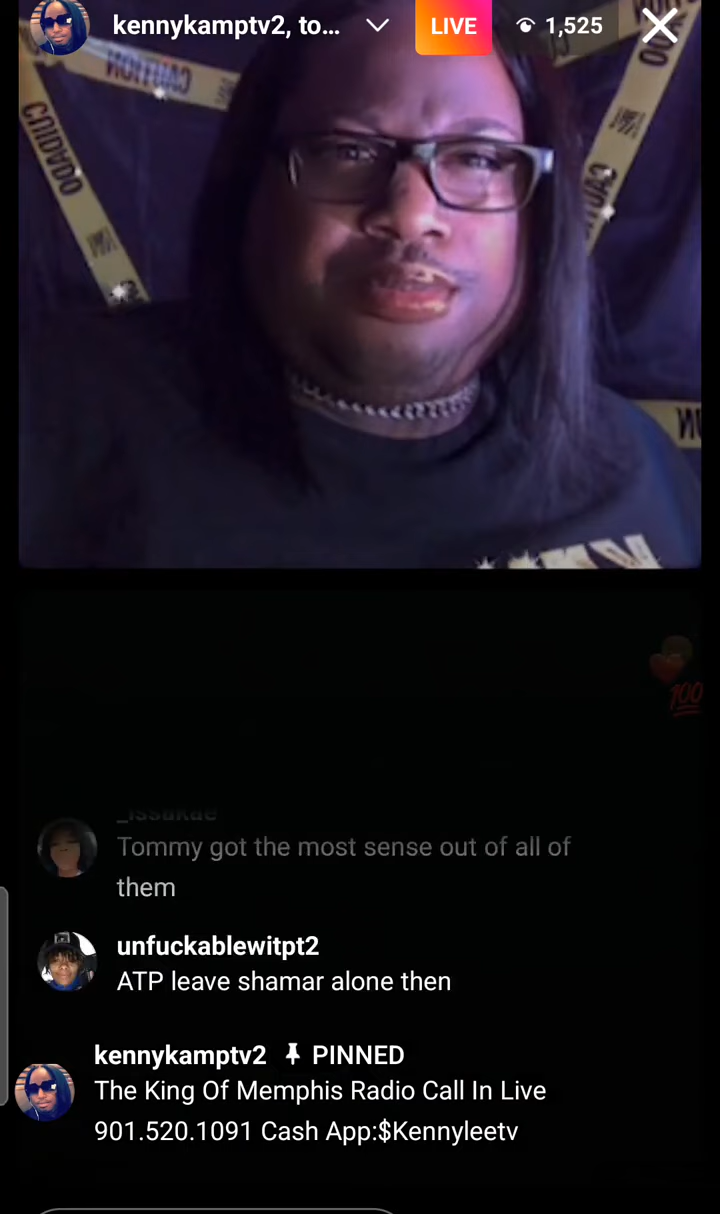 kennykamptv2, to...
LIVE
1,525
CAUTION
CUIDADO
Tommy got the most sense out of all of
them
unfuckablewitpt2
ATP leave shamar alone then
kennykamptv2 PINNED
The King Of Memphis Radio Call In Live
901.520.1091 Cash App:$Kennyleetv
100